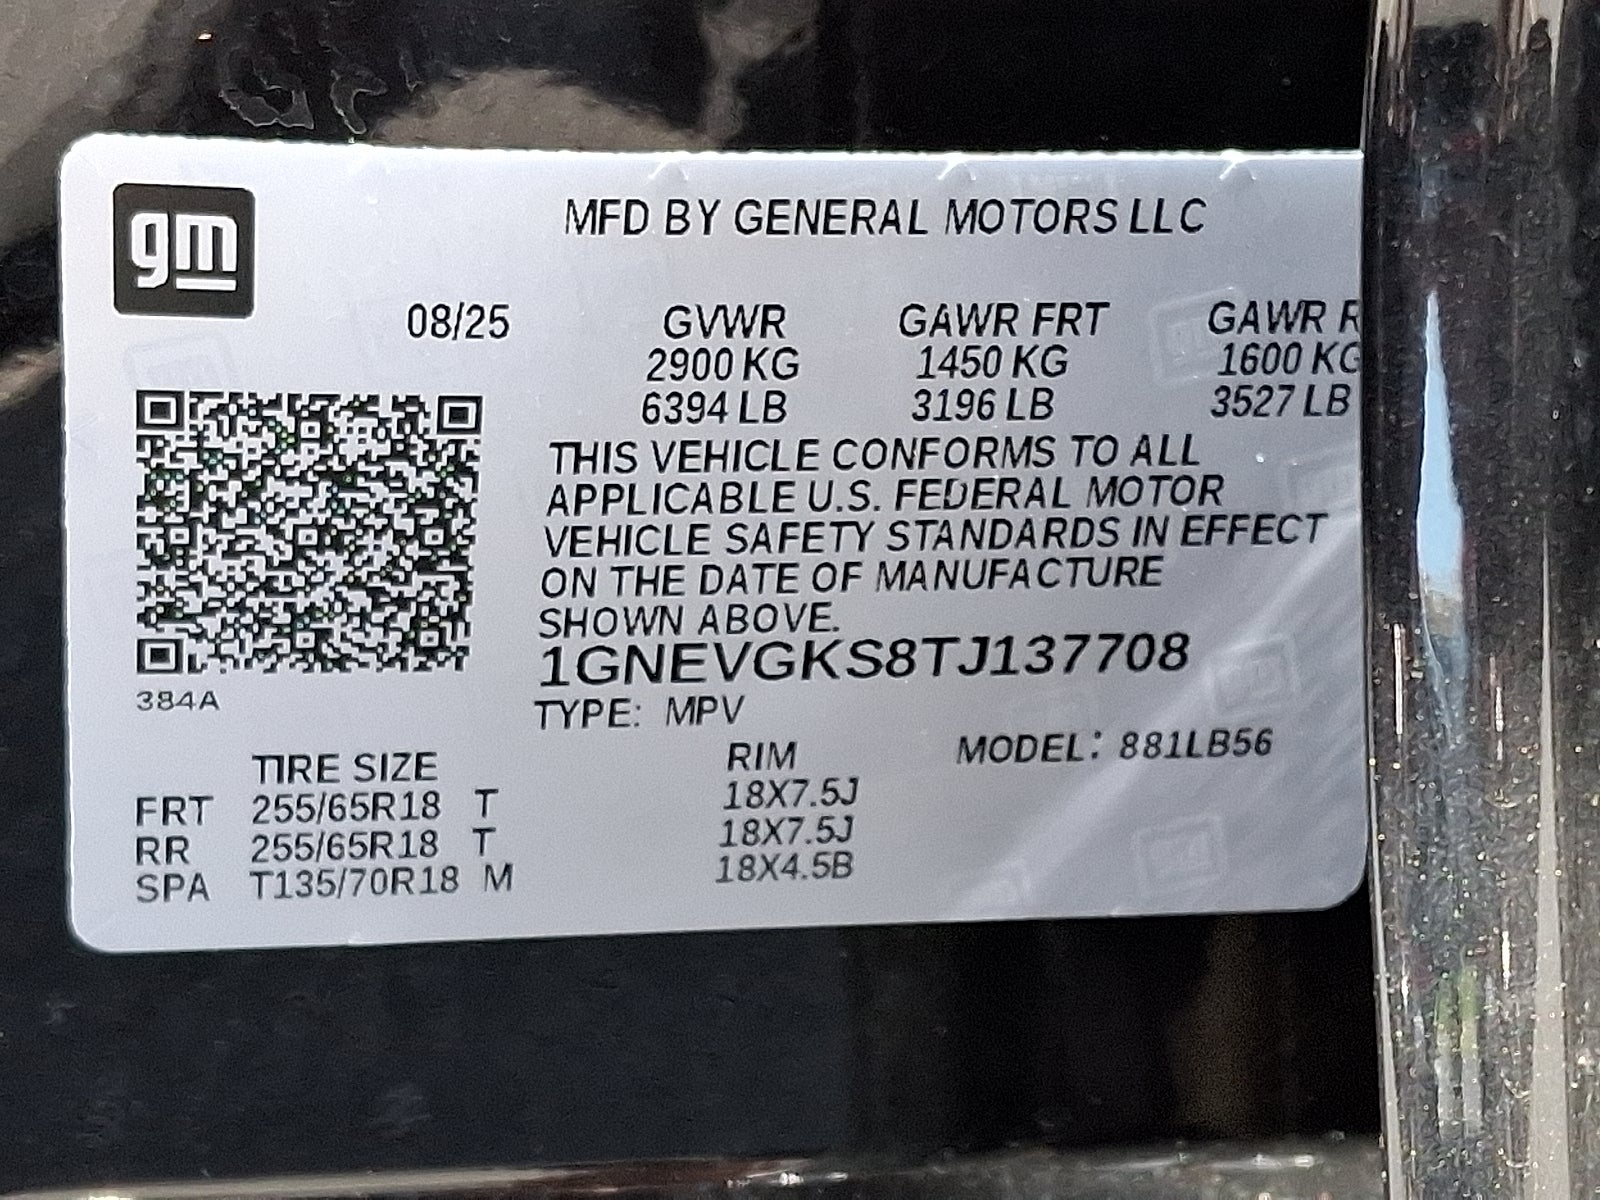 gm
MFD BY GENERAL MOTORS LLC
08/25 GVWR GAWR FRT GAWR R
2900 KG 1450 KG 1600 KG
6394 LB 3196 LB 3527 LB
THIS VEHICLE CONFORMS TO ALL
APPLICABLE U.S. FEDERAL MOTOR
VEHICLE SAFETY STANDARDS IN EFFECT
ON THE DATE OF MANUFACTURE
SHOWN ABOVE.
1GNEVGKS8TJ137708
384A
TYPE: MPV
MODEL: 881LB56
TIRE SIZE RIM
FRT 255/65R18 T 18X7.5J
RR 255/65R18 T 18X7.5J
SPA T135/70R18 M 18X4.5B